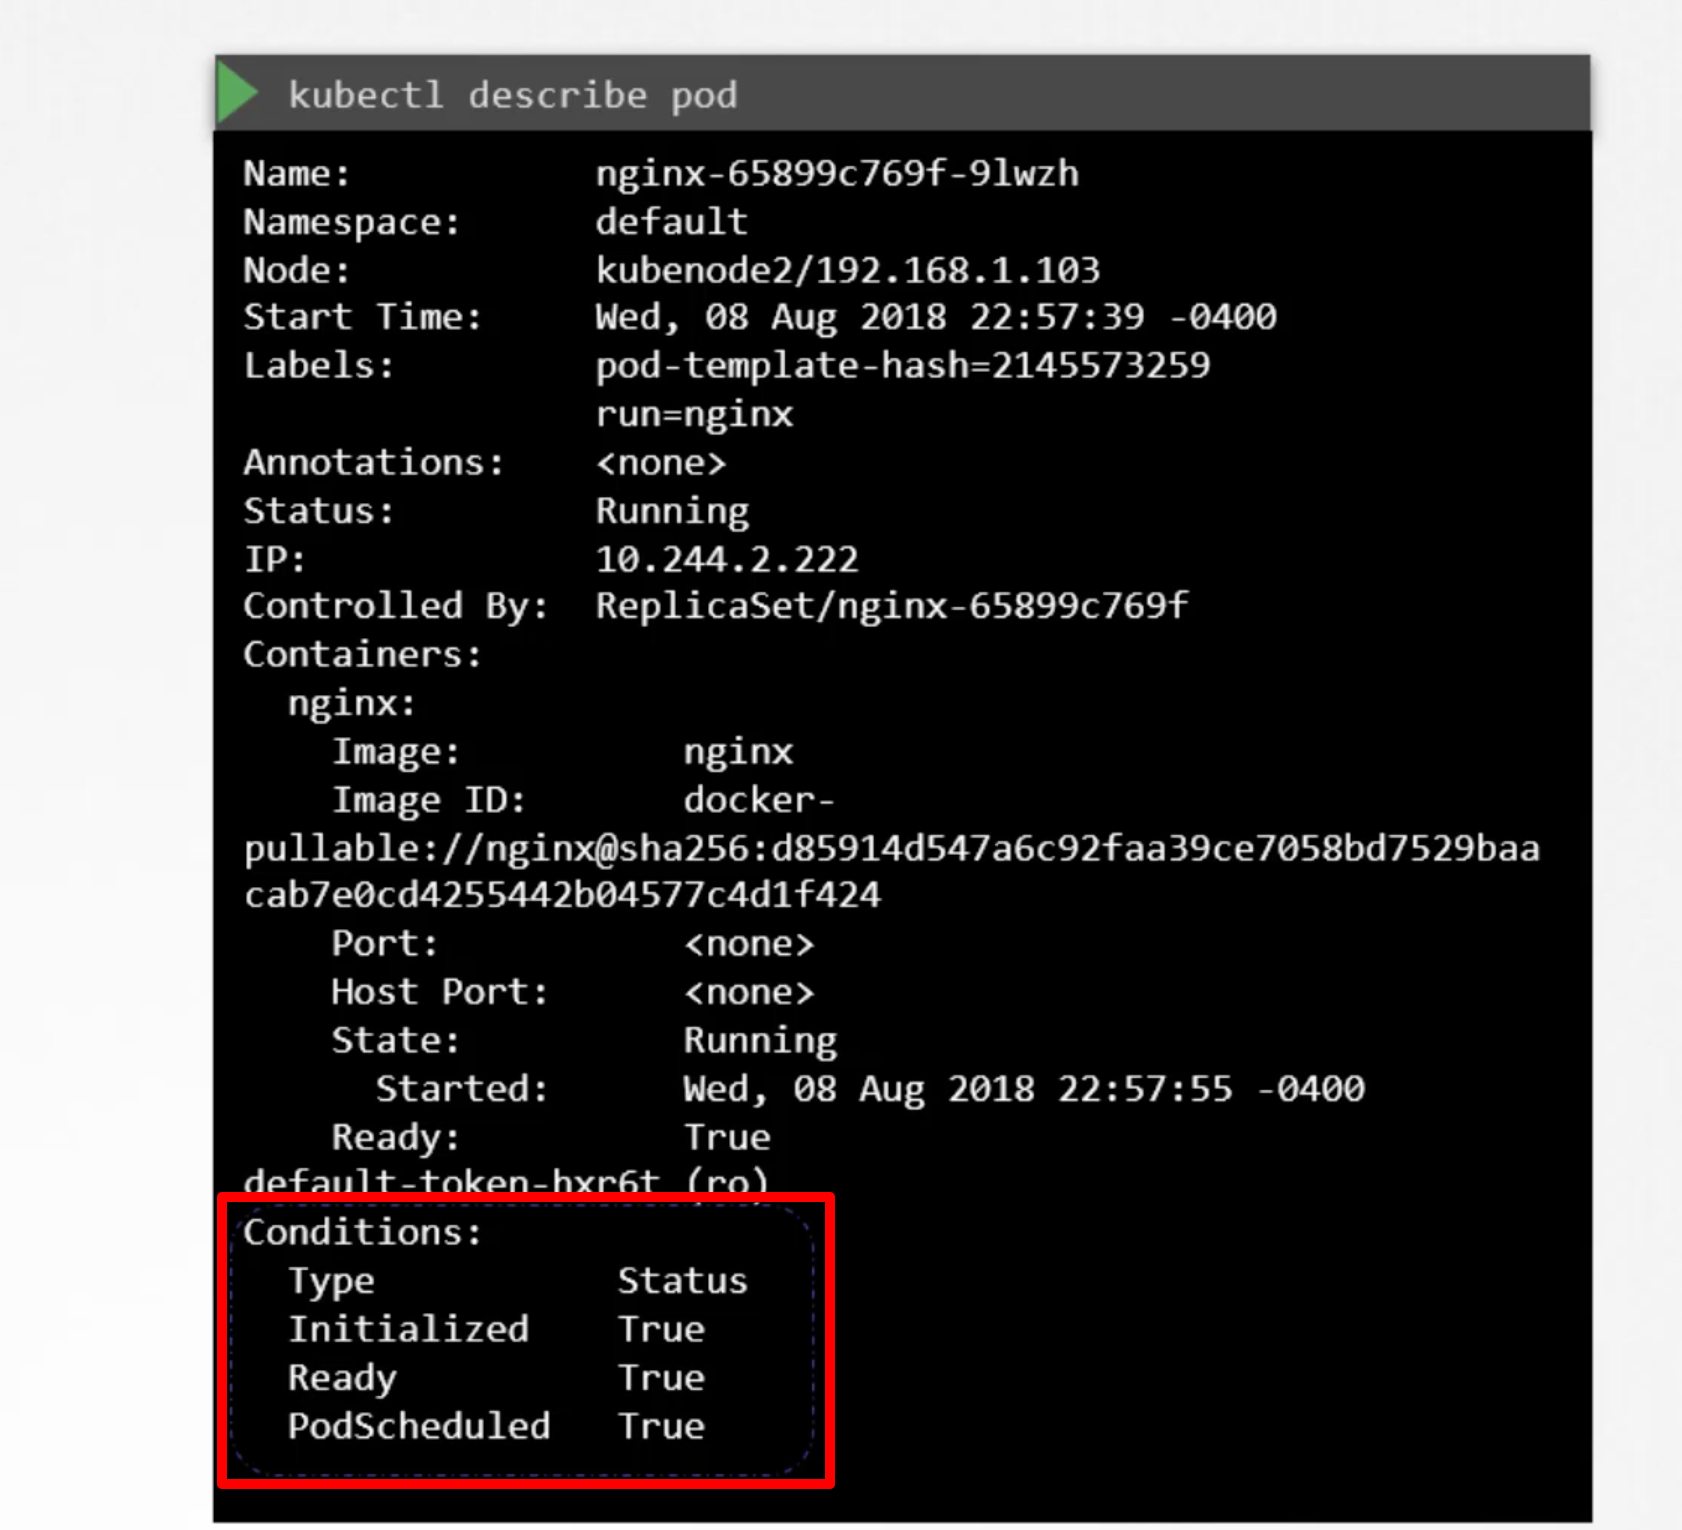 kubectl describe pod
Name: nginx-65899c769f-9lwzh
Namespace: default
Node: kubenode2/192.168.1.103
Start Time: Wed, 08 Aug 2018 22:57:39 -0400
Labels: pod-template-hash=2145573259
run=nginx
Annotations: <none>
Status: Running
IP: 10.244.2.222
Controlled By: ReplicaSet/nginx-65899c769f
Containers:
nginx:
Image: nginx
Image ID: docker-
pullable://nginx@sha256:d85914d547a6c92faa39ce7058bd7529baa
cab7e0cd4255442b04577c4d1f424
Port: <none>
Host Port: <none>
State: Running
Started: Wed, 08 Aug 2018 22:57:55 -0400
Ready: True
default-token-hxr6t (ro)
Conditions:
Type Status
Initialized True
Ready True
PodScheduled True